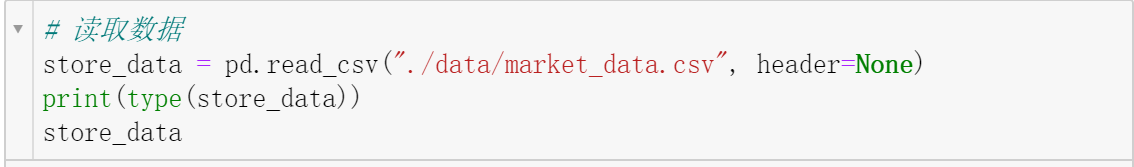 # 读取数据
store_data = pd.read_csv("./data/market_data.csv", header=None)
print(type(store_data))
store_data